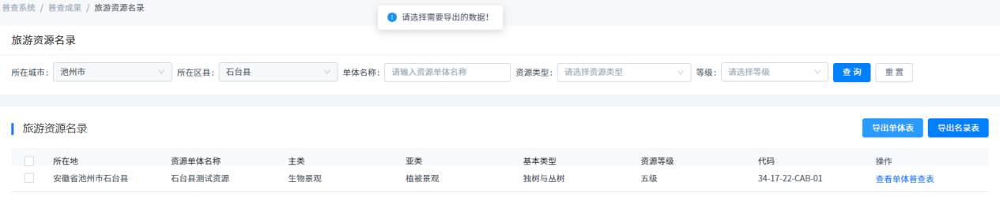 普查系统 / 普查成果 / 旅游资源名录
请选择需要导出的数据!
旅游资源名录
所在城市: 池州市 所在区县: 石台县 单体名称: 请输入资源单体名称 资源类型: 请选择资源类型 等级: 请选择等级 查 询 重 置
旅游资源名录 导出单体表 导出名录表
所在地 资源单体名称 主类 亚类 基本类型 资源等级 代码 操作
安徽省池州市石台县 石台县测试资源 生物景观 植被景观 独树与丛树 五级 34-17-22-CAB-01 查看单体普查表